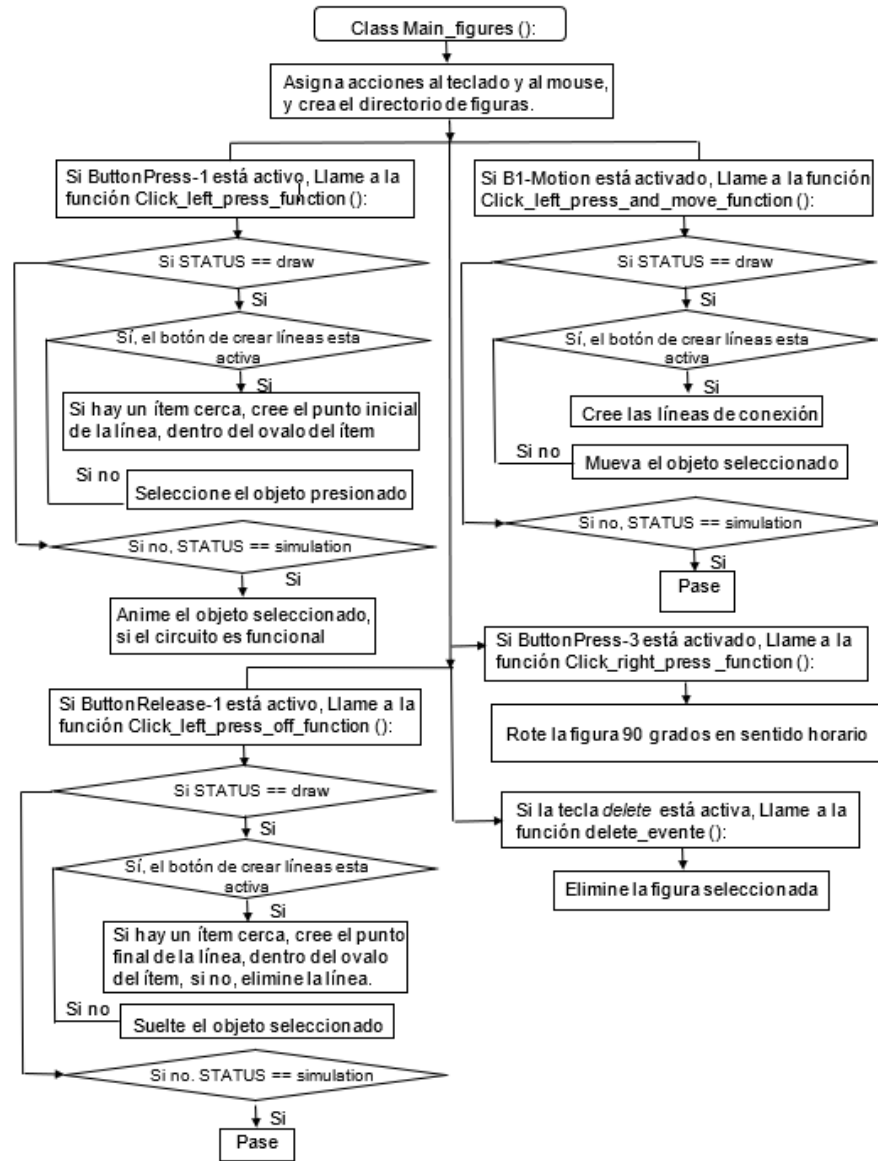 Class Main_figures ():
Asigna acciones al teclado y al mouse,
y crea el directorio de figuras.
Si ButtonPress-1 está activo, Llame a la
función Click_left_press_function ():
Si STATUS == draw
Si
Sí, el botón de crear líneas esta
activa
Si
Si hay un ítem cerca, cree el punto inicial
de la línea, dentro del ovalo del ítem
Si no
Seleccione el objeto presionado
Si no, STATUS == simulation
Si
Anime el objeto seleccionado,
si el circuito es funcional
Si B1-Motion está activado, Llame a la función
Click_left_press_and_move_function ():
Si STATUS == draw
Si
Sí, el botón de crear líneas esta
activa
Si
Cree las líneas de conexión
Si no
Mueva el objeto seleccionado
Si no, STATUS == simulation
Si
Pase
Si ButtonPress-3 está activado, Llame a la
función Click_right_press _function ():
Rote la figura 90 grados en sentido horario
Si la tecla delete está activa, Llame a la
función delete_evente ():
Elimine la figura seleccionada
Si ButtonRelease-1 está activo, Llame a la
función Click_left_press_off_function ():
Si STATUS == draw
Si
Sí, el botón de crear líneas esta
activa
Si
Si hay un ítem cerca, cree el punto
final de la línea, dentro del ovalo
del ítem, si no, elimine la línea.
Si no
Suelte el objeto seleccionado
Si no. STATUS == simulation
Si
Pase